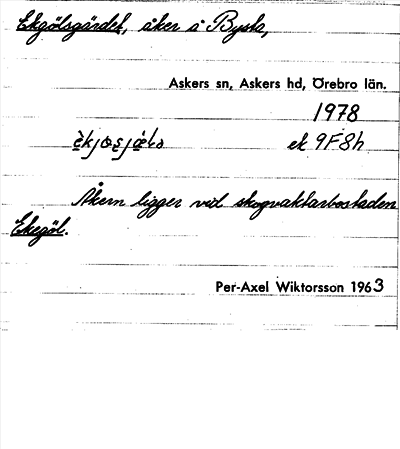 Ekgölsgärdet, åker å Bysta,
Askers sn, Askers hd, Örebro län.
1978
ek 9F8h
Åkern ligger vid skogvaktarbostaden
Ekegöl.
Per-Axel Wiktorsson 1963